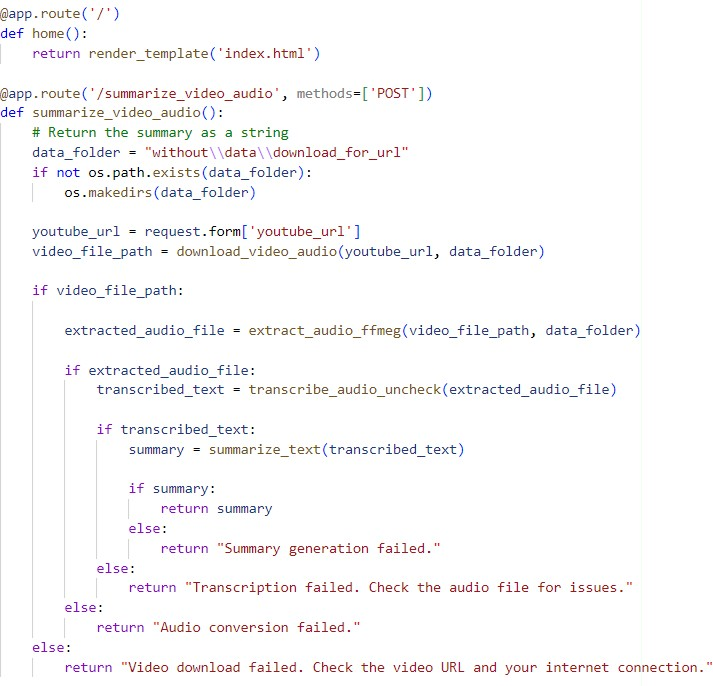 @app.route('/')
def home():
    return render_template('index.html')

@app.route('/summarize_video_audio', methods=['POST'])
def summarize_video_audio():
    # Return the summary as a string
    data_folder = "without\\data\\download_for_url"
    if not os.path.exists(data_folder):
        os.makedirs(data_folder)

    youtube_url = request.form['youtube_url']
    video_file_path = download_video_audio(youtube_url, data_folder)

    if video_file_path:

        extracted_audio_file = extract_audio_ffmeg(video_file_path, data_folder)

        if extracted_audio_file:
            transcribed_text = transcribe_audio_uncheck(extracted_audio_file)

            if transcribed_text:
                summary = summarize_text(transcribed_text)

                if summary:
                    return summary
                else:
                    return "Summary generation failed."
            else:
                return "Transcription failed. Check the audio file for issues."
        else:
            return "Audio conversion failed."
    else:
        return "Video download failed. Check the video URL and your internet connection."